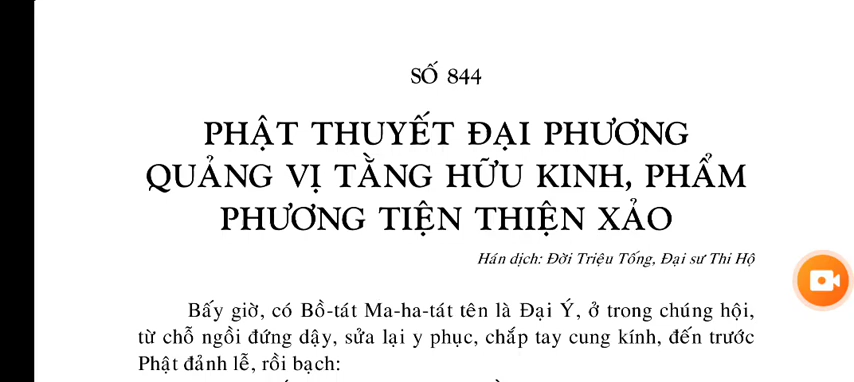 SỐ 844
PHẬT THUYẾT ĐẠI PHƯƠNG
QUẢNG VỊ TẰNG HỮU KINH, PHẨM
PHƯƠNG TIỆN THIỆN XẢO
Hán dịch: Đời Triệu Tống, Đại sư Thi Hộ
Bấy giờ, có Bồ-tát Ma-ha-tát tên là Đại Ý, ở trong chúng hội,
từ chỗ ngồi đứng dậy, sửa lại y phục, chắp tay cung kính, đến trước
Phật đảnh lễ, rồi bạch: